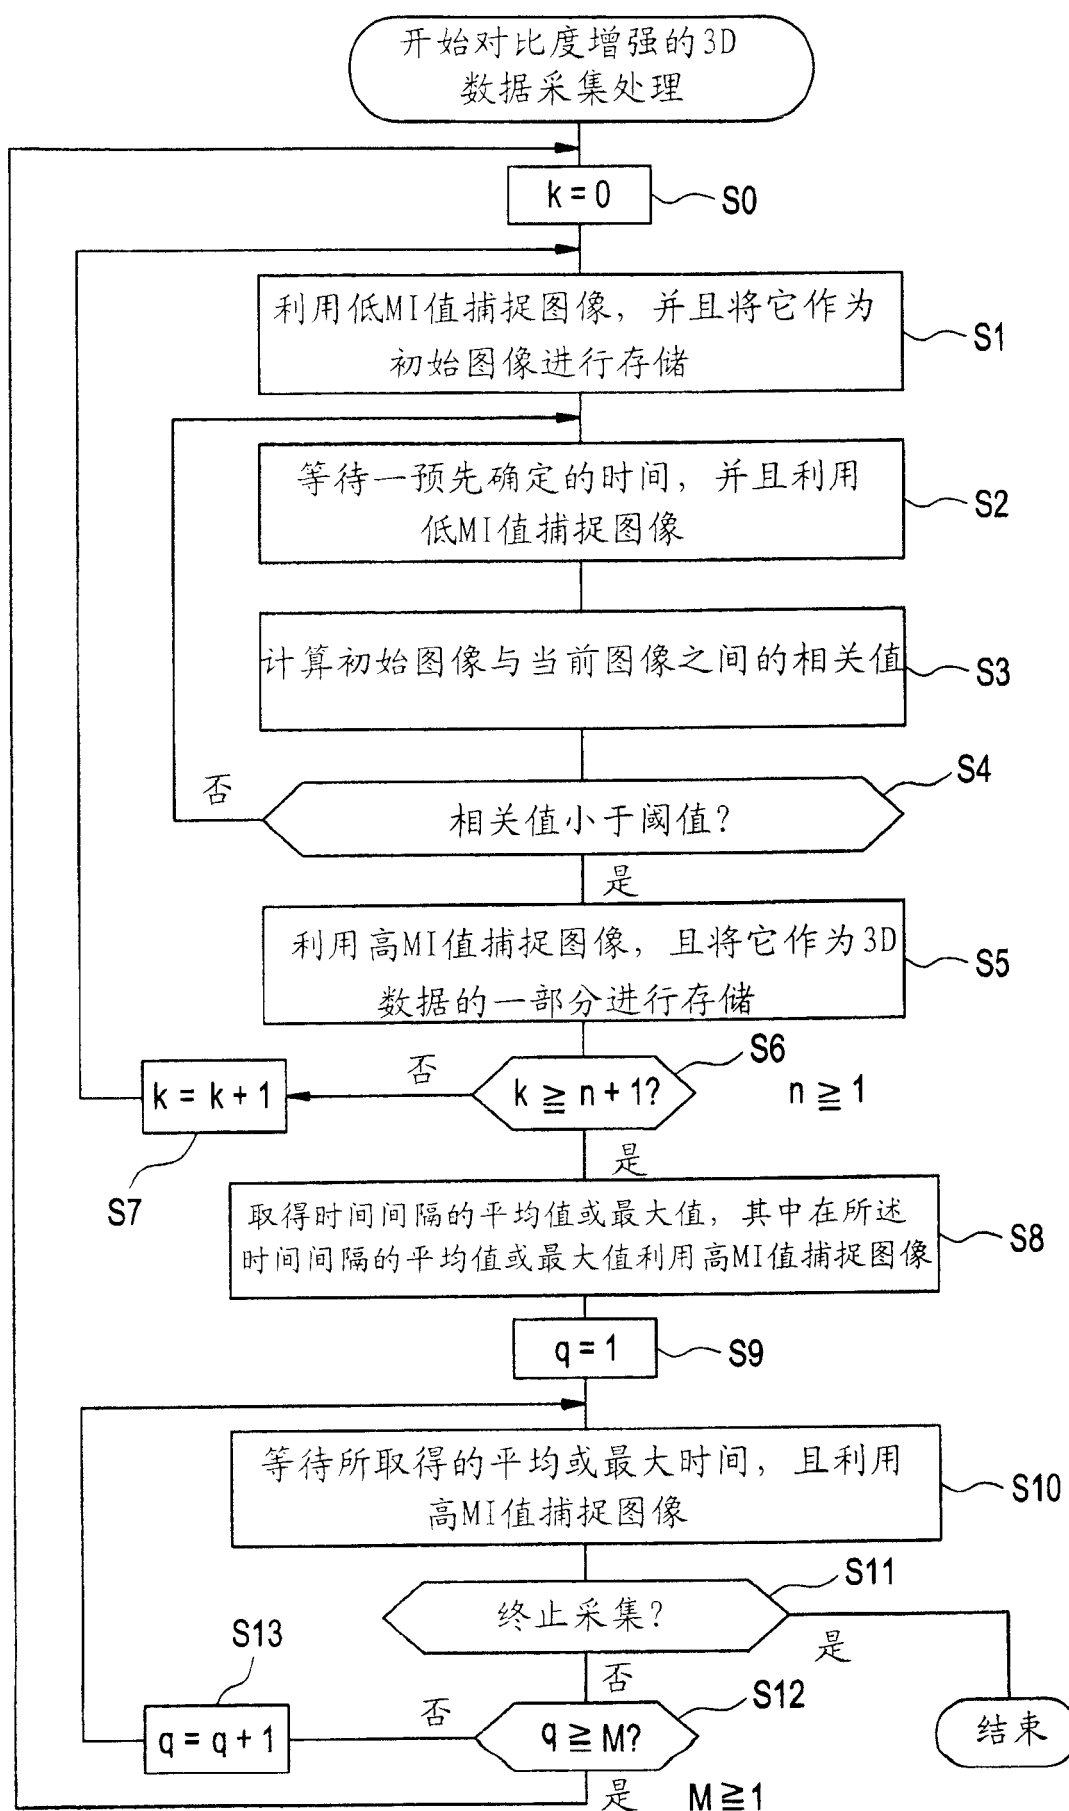 开始对比度增强的3D
数据采集处理
k = 0
S0
利用低MI值捕捉图像，并且将它作为
初始图像进行存储
S1
等待一预先确定的时间，并且利用
低MI值捕捉图像
S2
计算初始图像与当前图像之间的相关值
S3
S4
否
相关值小于阈值？
是
利用高MI值捕捉图像，且将它作为3D
数据的一部分进行存储
S5
S6
否
k = k + 1
k ≧ n + 1?
n ≧ 1
S7
是
取得时间间隔的平均值或最大值，其中在所述
时间间隔的平均值或最大值利用高MI值捕捉图像
S8
q = 1
S9
等待所取得的平均或最大时间，且利用
高MI值捕捉图像
S10
S11
终止采集？
是
S13
否
S12
否
q = q + 1
q ≧ M?
结束
是
M ≧ 1